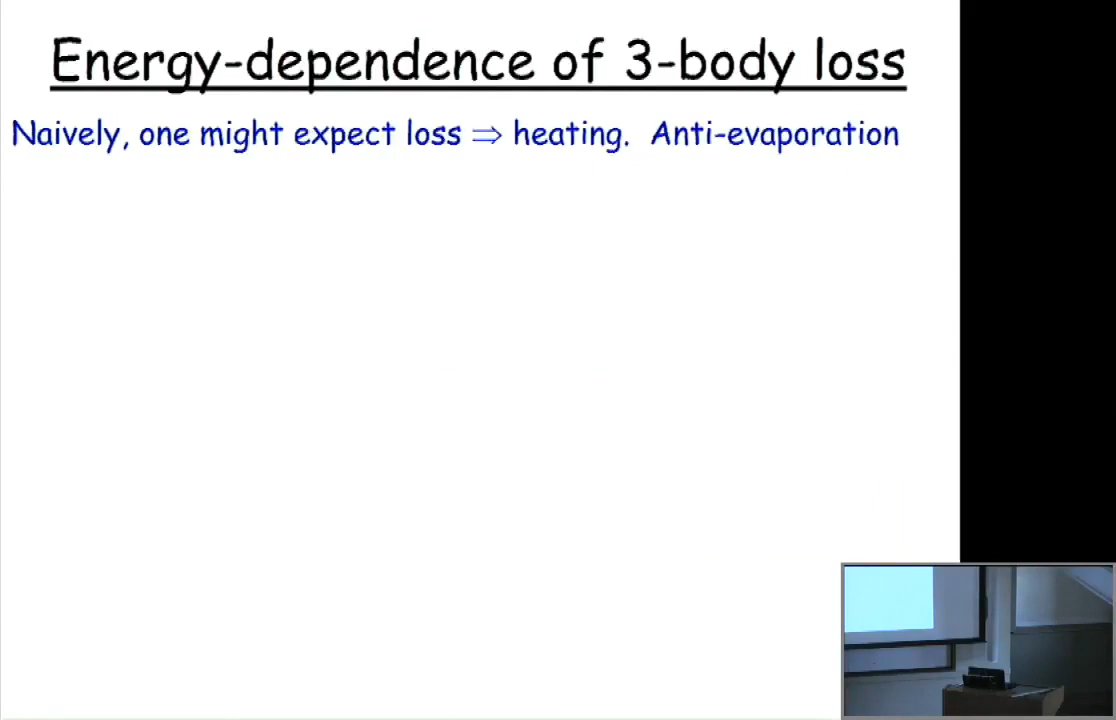 Energy-dependence of 3-body loss
Naively, one might expect loss ⇒ heating. Anti-evaporation